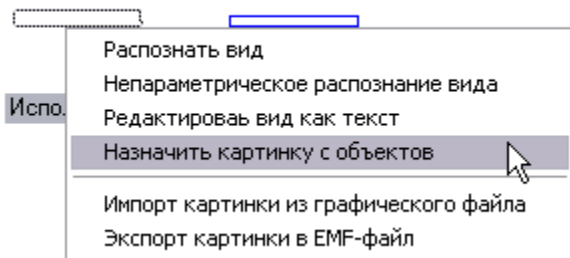 Распознать вид
Непараметрическое распознание вида
Испо.
Редактироваь вид как текст
Назначить картинку с объектов
Импорт картинки из графического файла
Экспорт картинки в EMF-файл